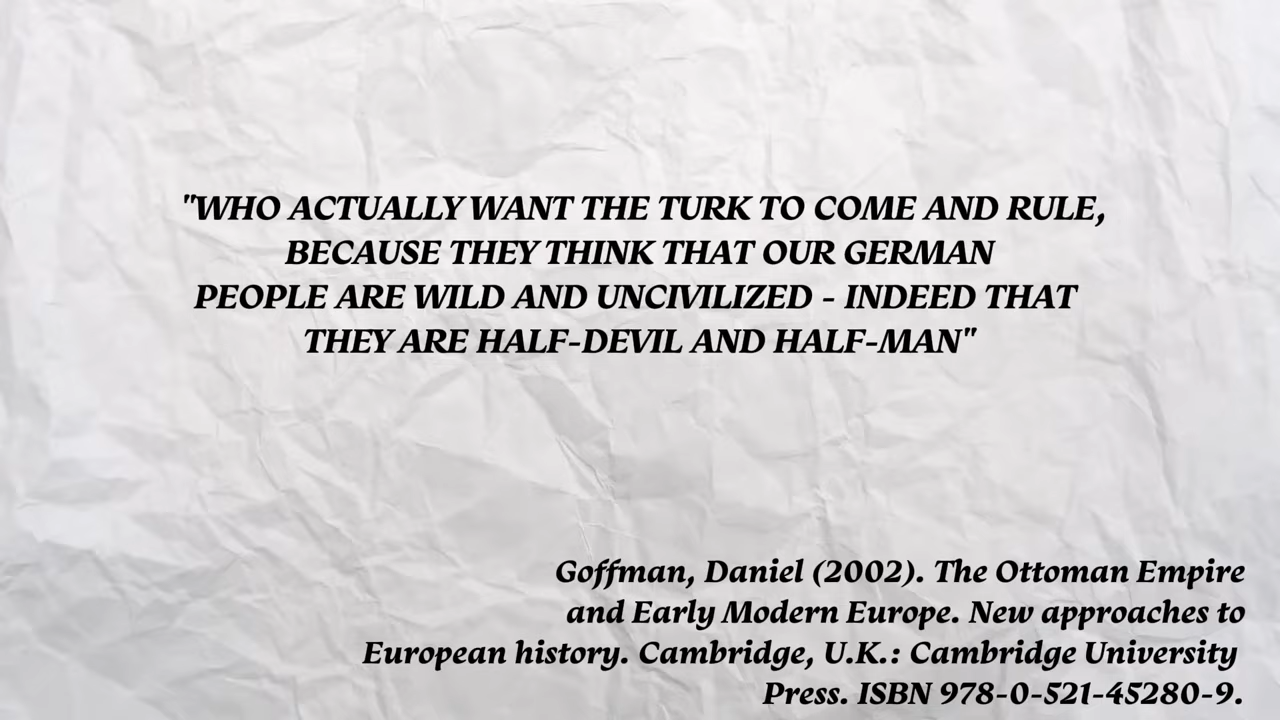 "WHO ACTUALLY WANT THE TURK TO COME AND RULE,
BECAUSE THEY THINK THAT OUR GERMAN
PEOPLE ARE WILD AND UNCIVILIZED - INDEED THAT
THEY ARE HALF-DEVIL AND HALF-MAN"
Goffman, Daniel (2002). The Ottoman Empire
and Early Modern Europe. New approaches to
European history. Cambridge, U.K.: Cambridge University
Press. ISBN 978-0-521-45280-9.